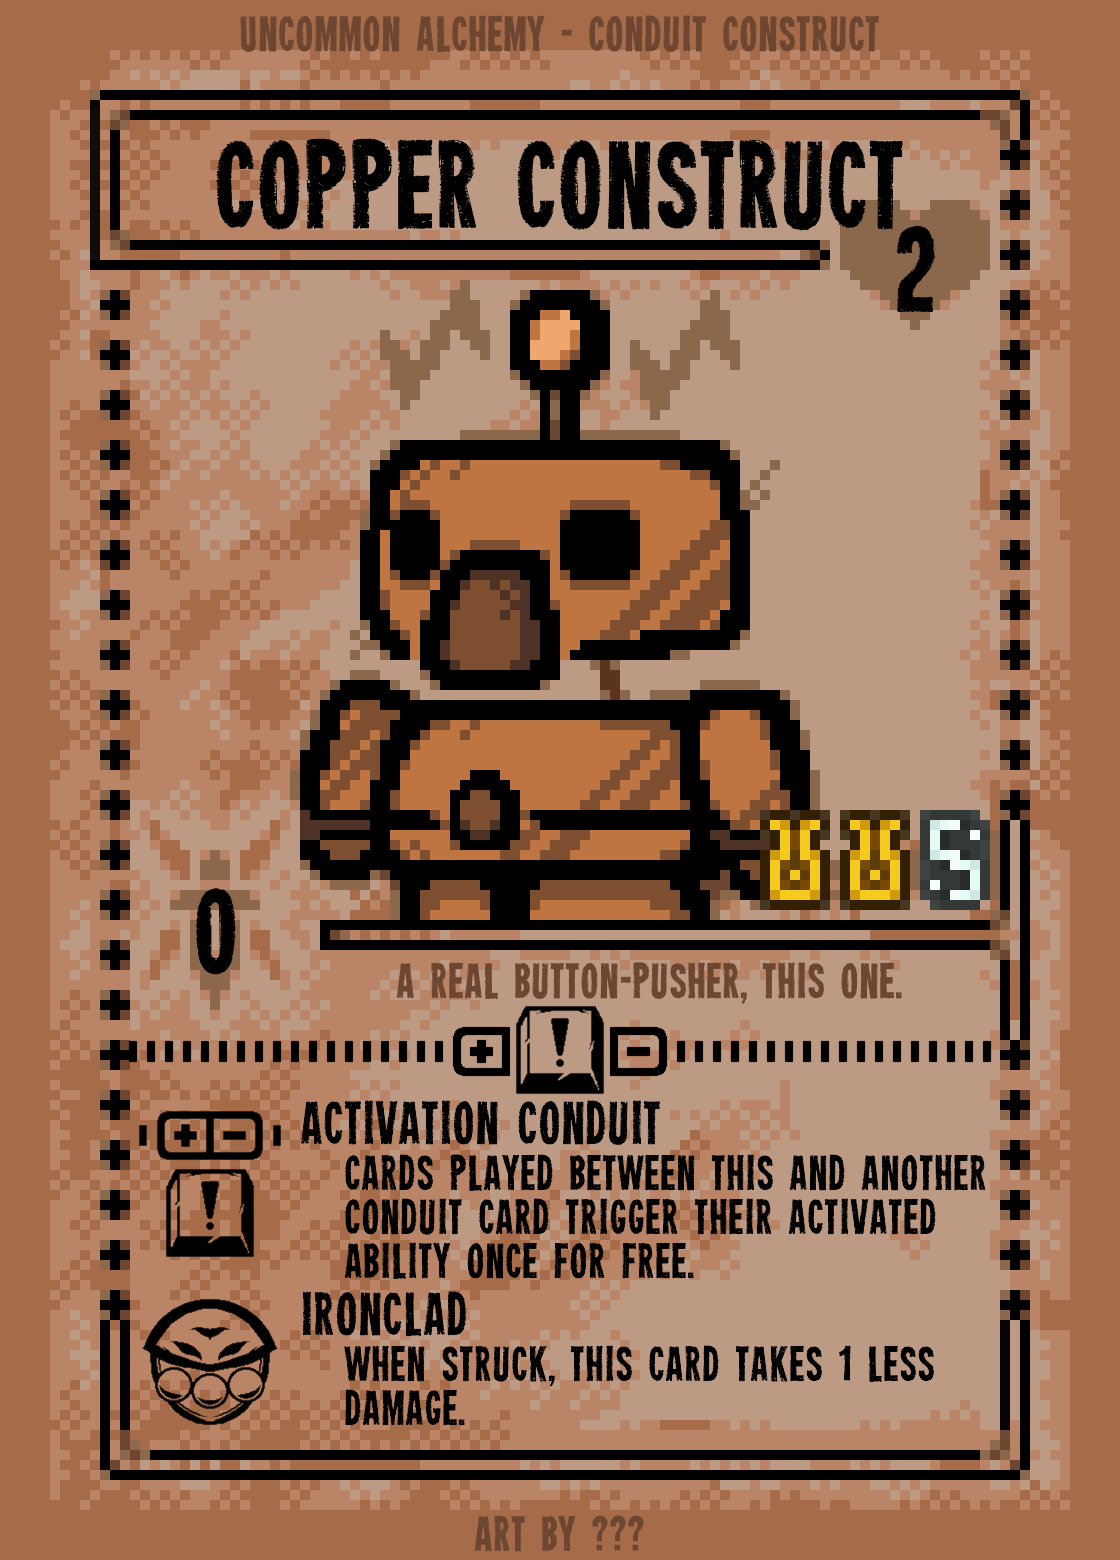 UNCOMMON ALCHEMY - CONDUIT CONSTRUCT
COPPER CONSTRUCT
2
S
0
A REAL BUTTON-PUSHER, THIS ONE.
!
ACTIVATION CONDUIT
!
CARDS PLAYED BETWEEN THIS AND ANOTHER
CONDUIT CARD TRIGGER THEIR ACTIVATED
ABILITY ONCE FOR FREE.
IRONCLAD
WHEN STRUCK, THIS CARD TAKES 1 LESS
DAMAGE.
ART BY ???